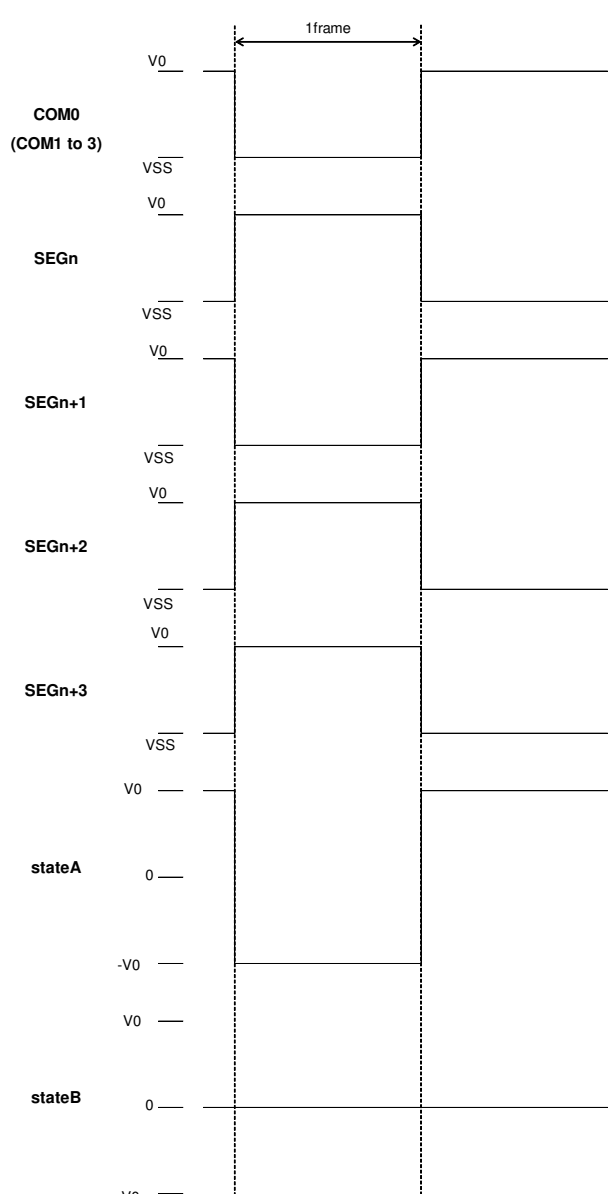 1frame
V0
COM0
(COM1 to 3)
VSS
V0
SEGn
VSS
V0
SEGn+1
VSS
V0
SEGn+2
VSS
V0
SEGn+3
VSS
V0
stateA
0
-V0
V0
stateB
0